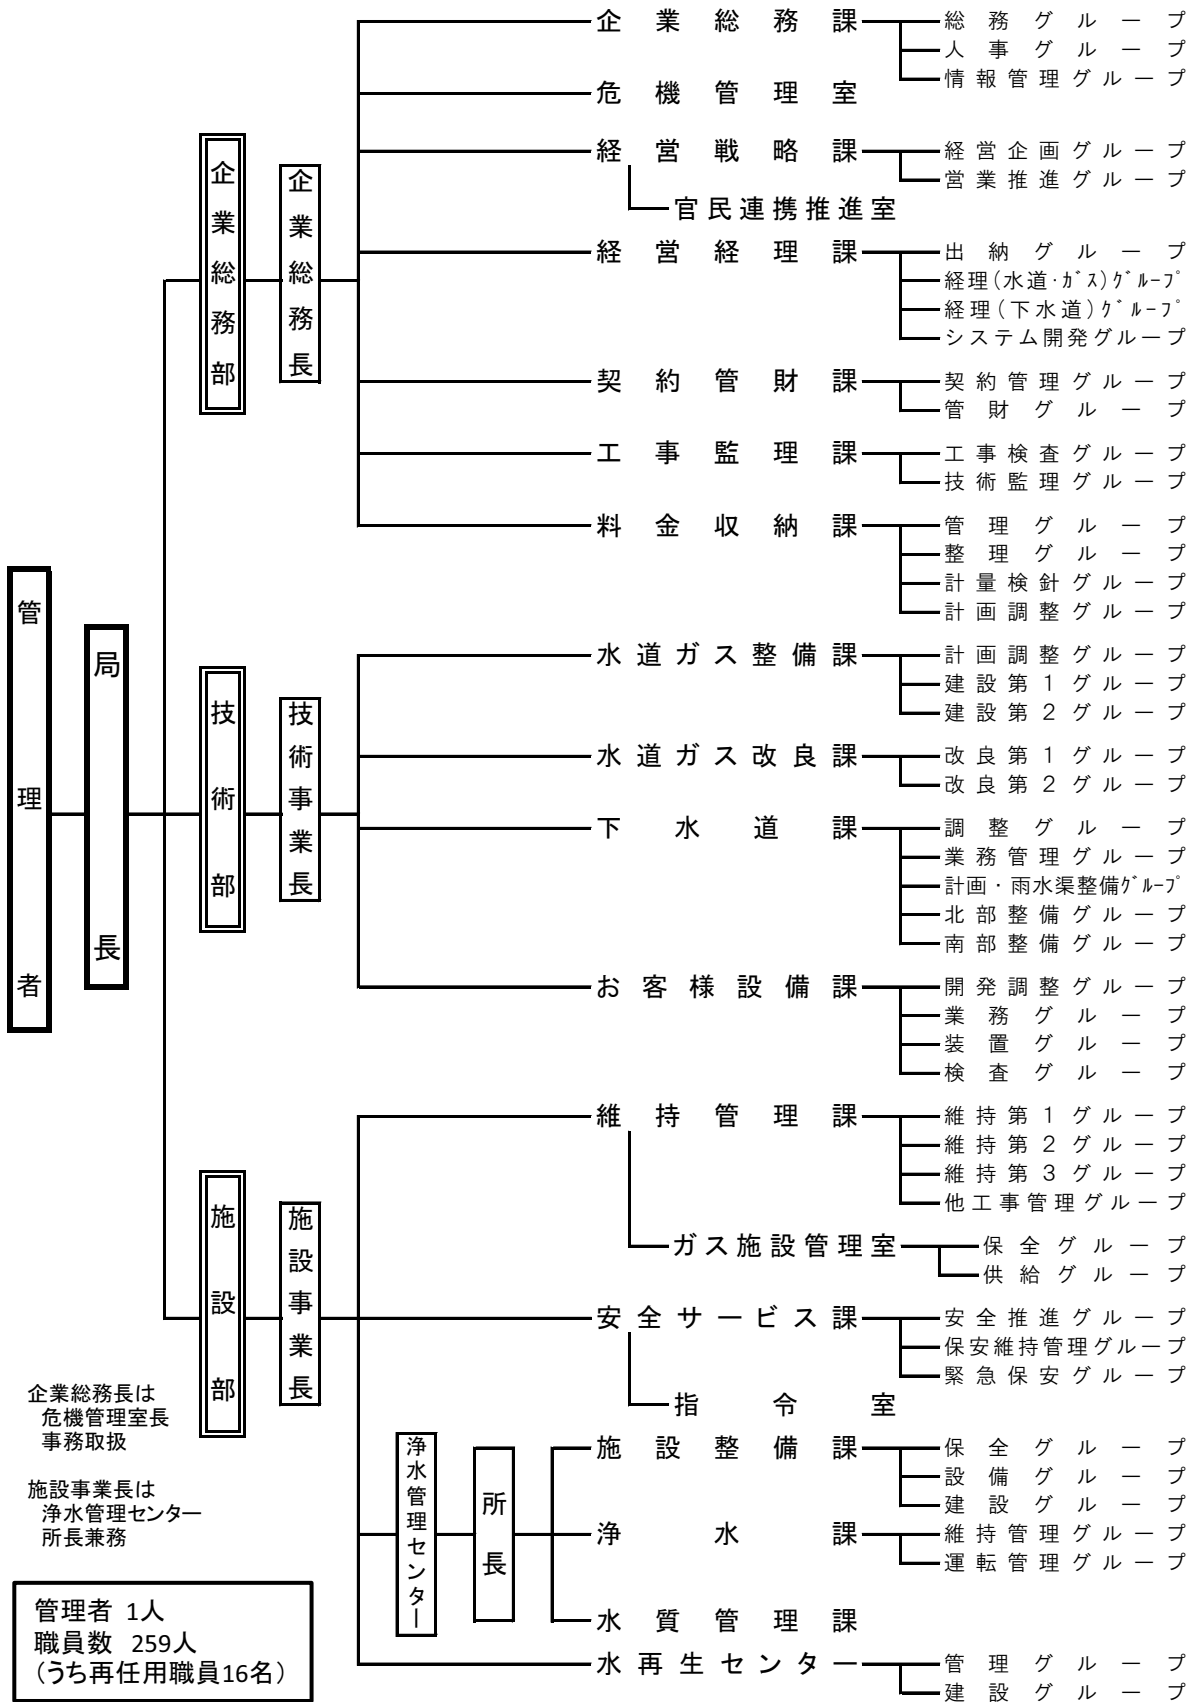 管理者
局長
企業総務部
企業総務長
企業総務課
総務グループ
人事グループ
情報管理グループ
危機管理室
経営戦略課
経営企画グループ
営業推進グループ
官民連携推進室
経営経理課
出納グループ
経理(水道･ガス)グループ
経理(下水道)グループ
システム開発グループ
契約管財課
契約管理グループ
管財グループ
工事監理課
工事検査グループ
技術監理グループ
料金収納課
管理グループ
整理グループ
計量検針グループ
計画調整グループ
技術部
技術事業長
水道ガス整備課
計画調整グループ
建設第1グループ
建設第2グループ
水道ガス改良課
改良第1グループ
改良第2グループ
下水道課
調整グループ
業務管理グループ
計画・雨水渠整備グループ
北部整備グループ
南部整備グループ
お客様設備課
開発調整グループ
業務グループ
装置グループ
検査グループ
施設部
施設事業長
維持管理課
維持第1グループ
維持第2グループ
維持第3グループ
他工事管理グループ
ガス施設管理室
保全グループ
供給グループ
安全サービス課
安全推進グループ
保安維持管理グループ
緊急保安グループ
指令室
浄水管理センター
所長
施設整備課
保全グループ
設備グループ
建設グループ
浄水課
維持管理グループ
運転管理グループ
水質管理課
水再生センター
管理グループ
建設グループ
企業総務長は
危機管理室長
事務取扱
施設事業長は
浄水管理センター
所長兼務
管理者 1人
職員数 259人
(うち再任用職員16名)